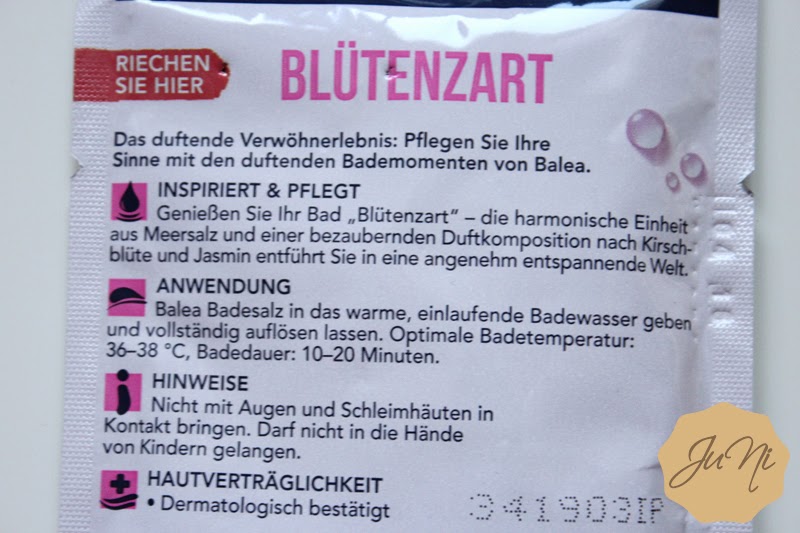 RIECHEN
SIE HIER
BLÜTENZART
Das duftende Verwöhnerlebnis: Pflegen Sie Ihre
Sinne mit den duftenden Bademomenten von Balea.
INSPIRIERT & PFLEGT
Genießen Sie Ihr Bad „Blütenzart“ – die harmonische Einheit
aus Meersalz und einer bezaubernden Duftkomposition nach Kirsch-
blüte und Jasmin entführt Sie in eine angenehm entspannende Welt.
ANWENDUNG
Balea Badesalz in das warme, einlaufende Badewasser geben
und vollständig auflösen lassen. Optimale Badetemperatur:
36–38 °C, Badedauer: 10–20 Minuten.
HINWEISE
Nicht mit Augen und Schleimhäuten in
Kontakt bringen. Darf nicht in die Hände
von Kindern gelangen.
HAUTVERTRÄGLICHKEIT
• Dermatologisch bestätigt
341903IP
JuNi